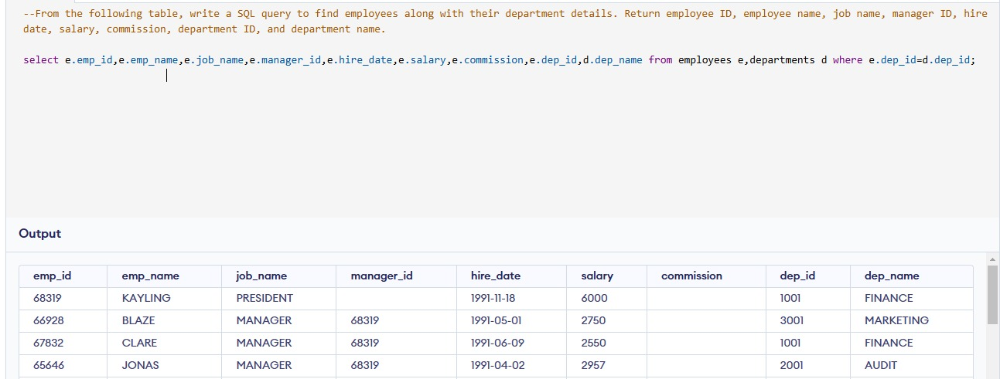 --From the following table, write a SQL query to find employees along with their department details. Return employee ID, employee name, job name, manager ID, hire
date, salary, commission, department ID, and department name.
select e.emp_id,e.emp_name,e.job_name,e.manager_id,e.hire_date,e.salary,e.commission,e.dep_id,d.dep_name from employees e,departments d where e.dep_id=d.dep_id;
Output
emp_id emp_name job_name manager_id hire_date salary commission dep_id dep_name
68319 KAYLING PRESIDENT 1991-11-18 6000 1001 FINANCE
66928 BLAZE MANAGER 68319 1991-05-01 2750 3001 MARKETING
67832 CLARE MANAGER 68319 1991-06-09 2550 1001 FINANCE
65646 JONAS MANAGER 68319 1991-04-02 2957 2001 AUDIT